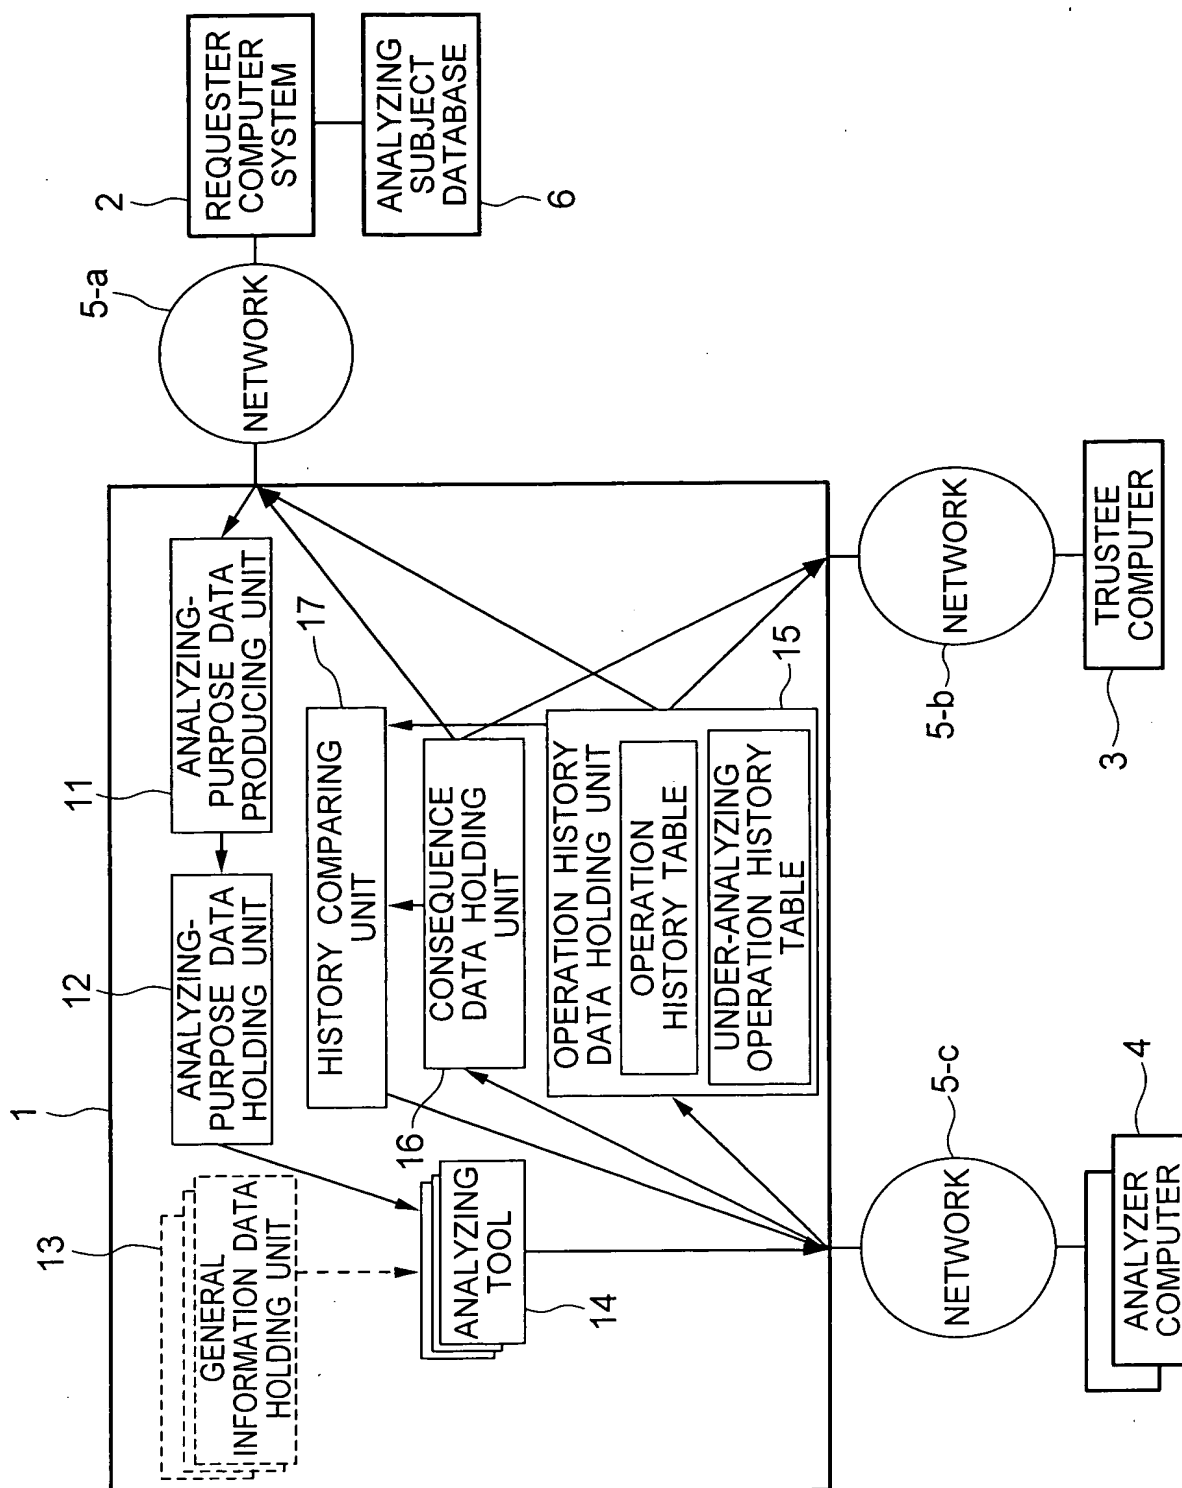 1
13
GENERAL
INFORMATION DATA
HOLDING UNIT
12
ANALYZING-
PURPOSE DATA
HOLDING UNIT
11
ANALYZING-
PURPOSE DATA
PRODUCING UNIT
5-a
NETWORK
2
REQUESTER
COMPUTER
SYSTEM
ANALYZING
SUBJECT
DATABASE
6
17
HISTORY COMPARING
UNIT
ANALYZING
TOOL
14
16
CONSEQUENCE
DATA HOLDING
UNIT
OPERATION HISTORY
DATA HOLDING UNIT
15
OPERATION
HISTORY TABLE
UNDER-ANALYZING
OPERATION HISTORY
TABLE
5-c
NETWORK
4
ANALYZER
COMPUTER
5-b
NETWORK
3
TRUSTEE
COMPUTER